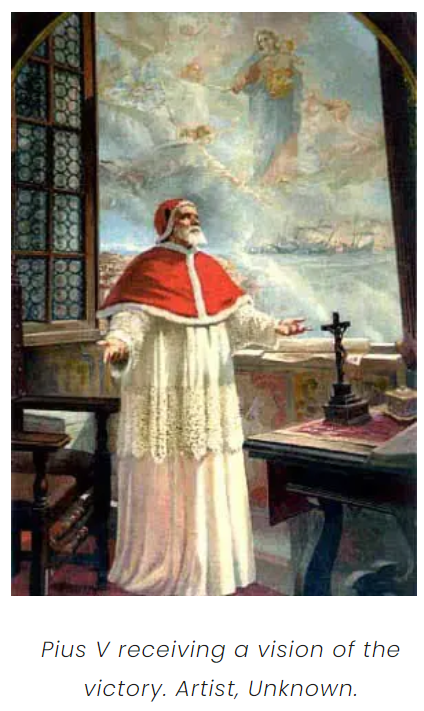 Pius V receiving a vision of the
victory. Artist, Unknown.